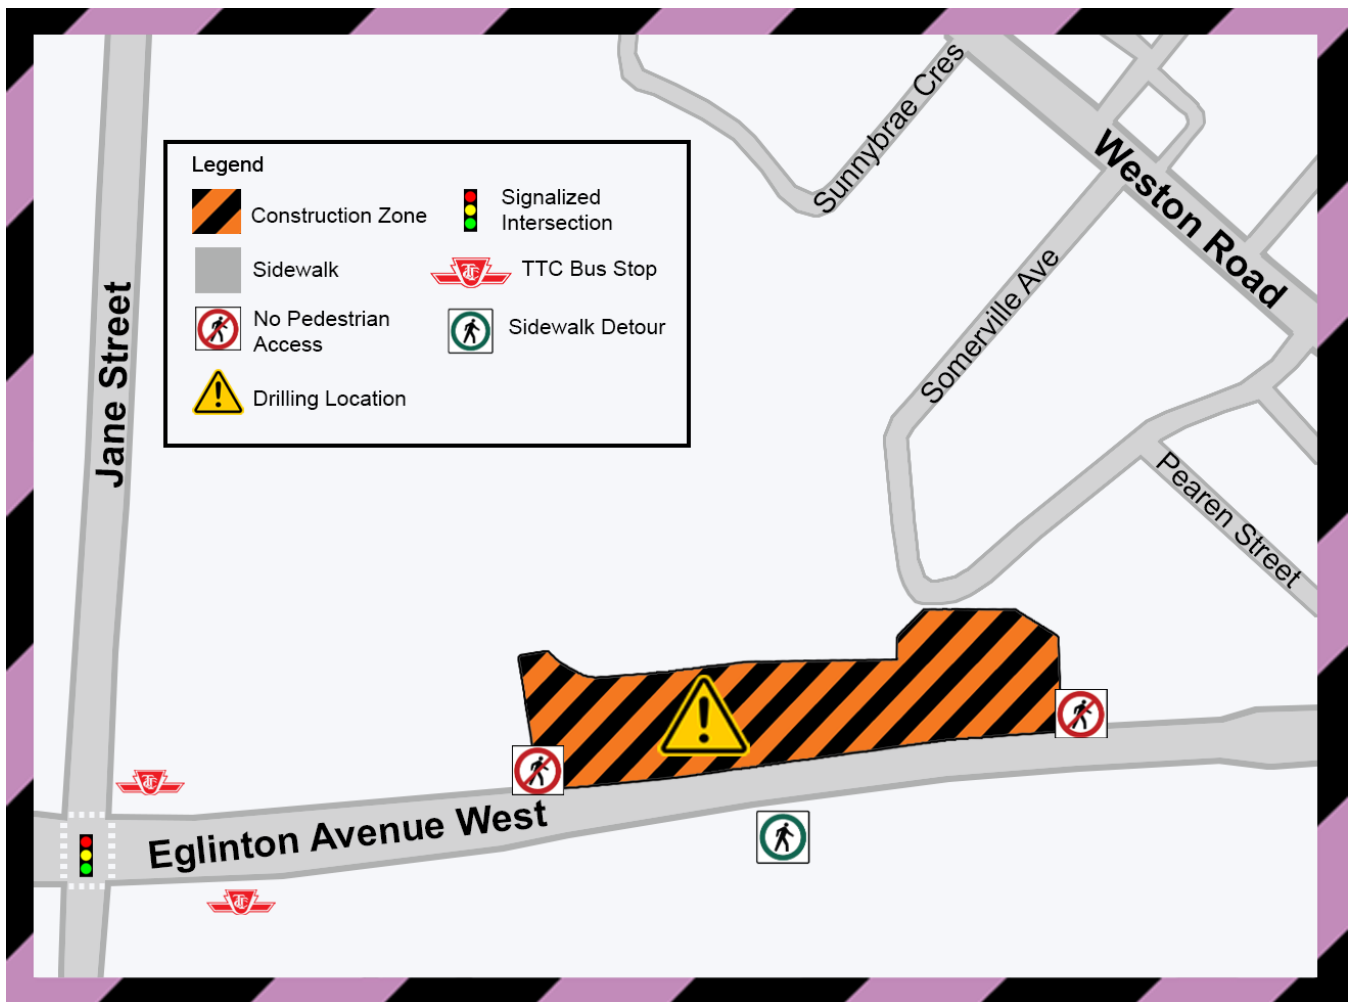 Legend
Construction Zone
Signalized
Intersection
Sidewalk
TTC Bus Stop
No Pedestrian
Access
Sidewalk Detour
Drilling Location
Jane Street
Sunnybrae Cres
Weston Road
Somerville Ave
Pearen Street
Eglinton Avenue West